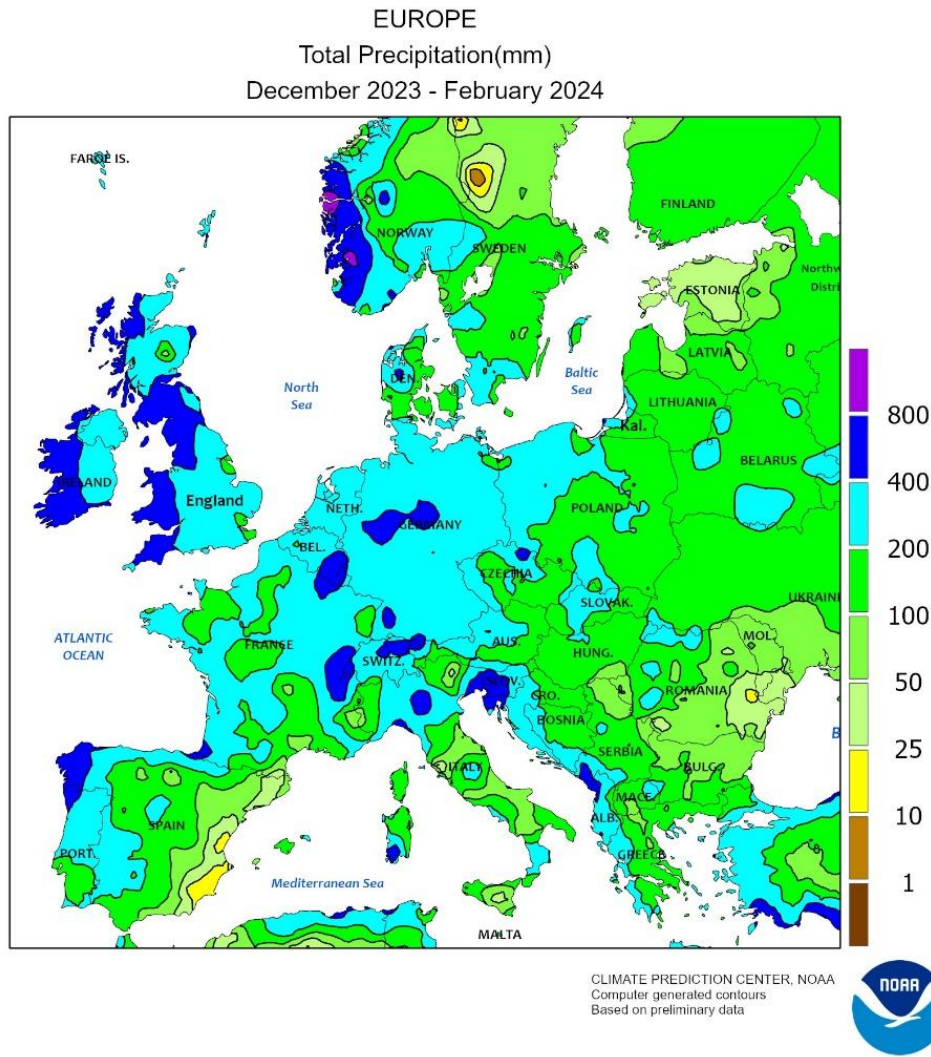 EUROPE
Total Precipitation(mm)
December 2023 - February 2024
FAROE IS.
FINLAND
NORWAY
SWEDEN
Northw
Distri
ESTONIA
LATVIA
North
Sea
Baltic
Sea
DEN.
LITHUANIA
Kal.
BELARUS
IRELAND
England
NETH.
GERMANY
POLAND
BEL.
CZECHIA
SLOVAK.
UKRAIN
ATLANTIC
OCEAN
FRANCE
SWITZ.
AUS.
HUNG.
MOL.
SLOV.
CRO.
ROMANIA
BOSNIA
SERBIA
B
ITALY
BULG.
MACE.
ALB.
SPAIN
PORT.
GREECE
Mediterranean Sea
MALTA
800
400
200
100
50
25
10
1
CLIMATE PREDICTION CENTER, NOAA
Computer generated contours
Based on preliminary data
NOAA